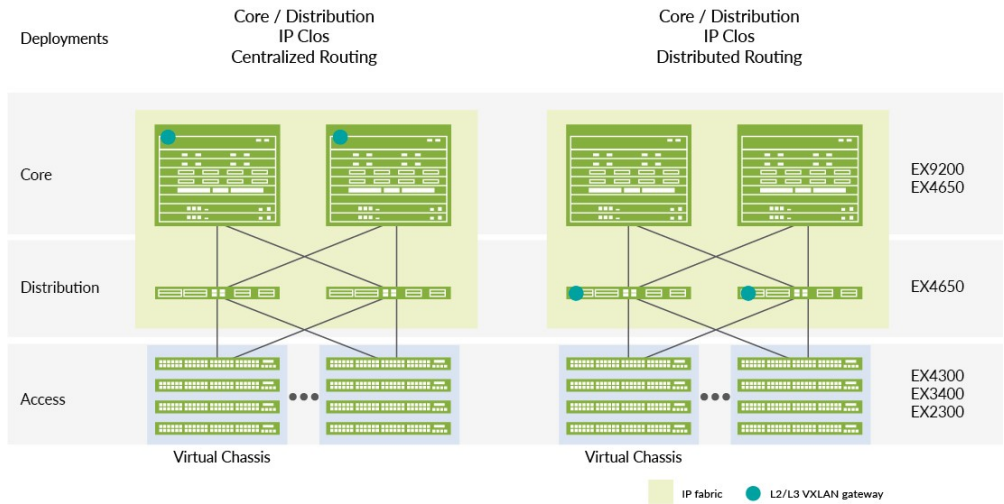 Deployments
Core / Distribution
IP Clos
Centralized Routing
Core / Distribution
IP Clos
Distributed Routing
Core
EX9200
EX4650
Distribution
EX4650
Access
EX4300
EX3400
EX2300
Virtual Chassis
Virtual Chassis
IP fabric
L2/L3 VXLAN gateway